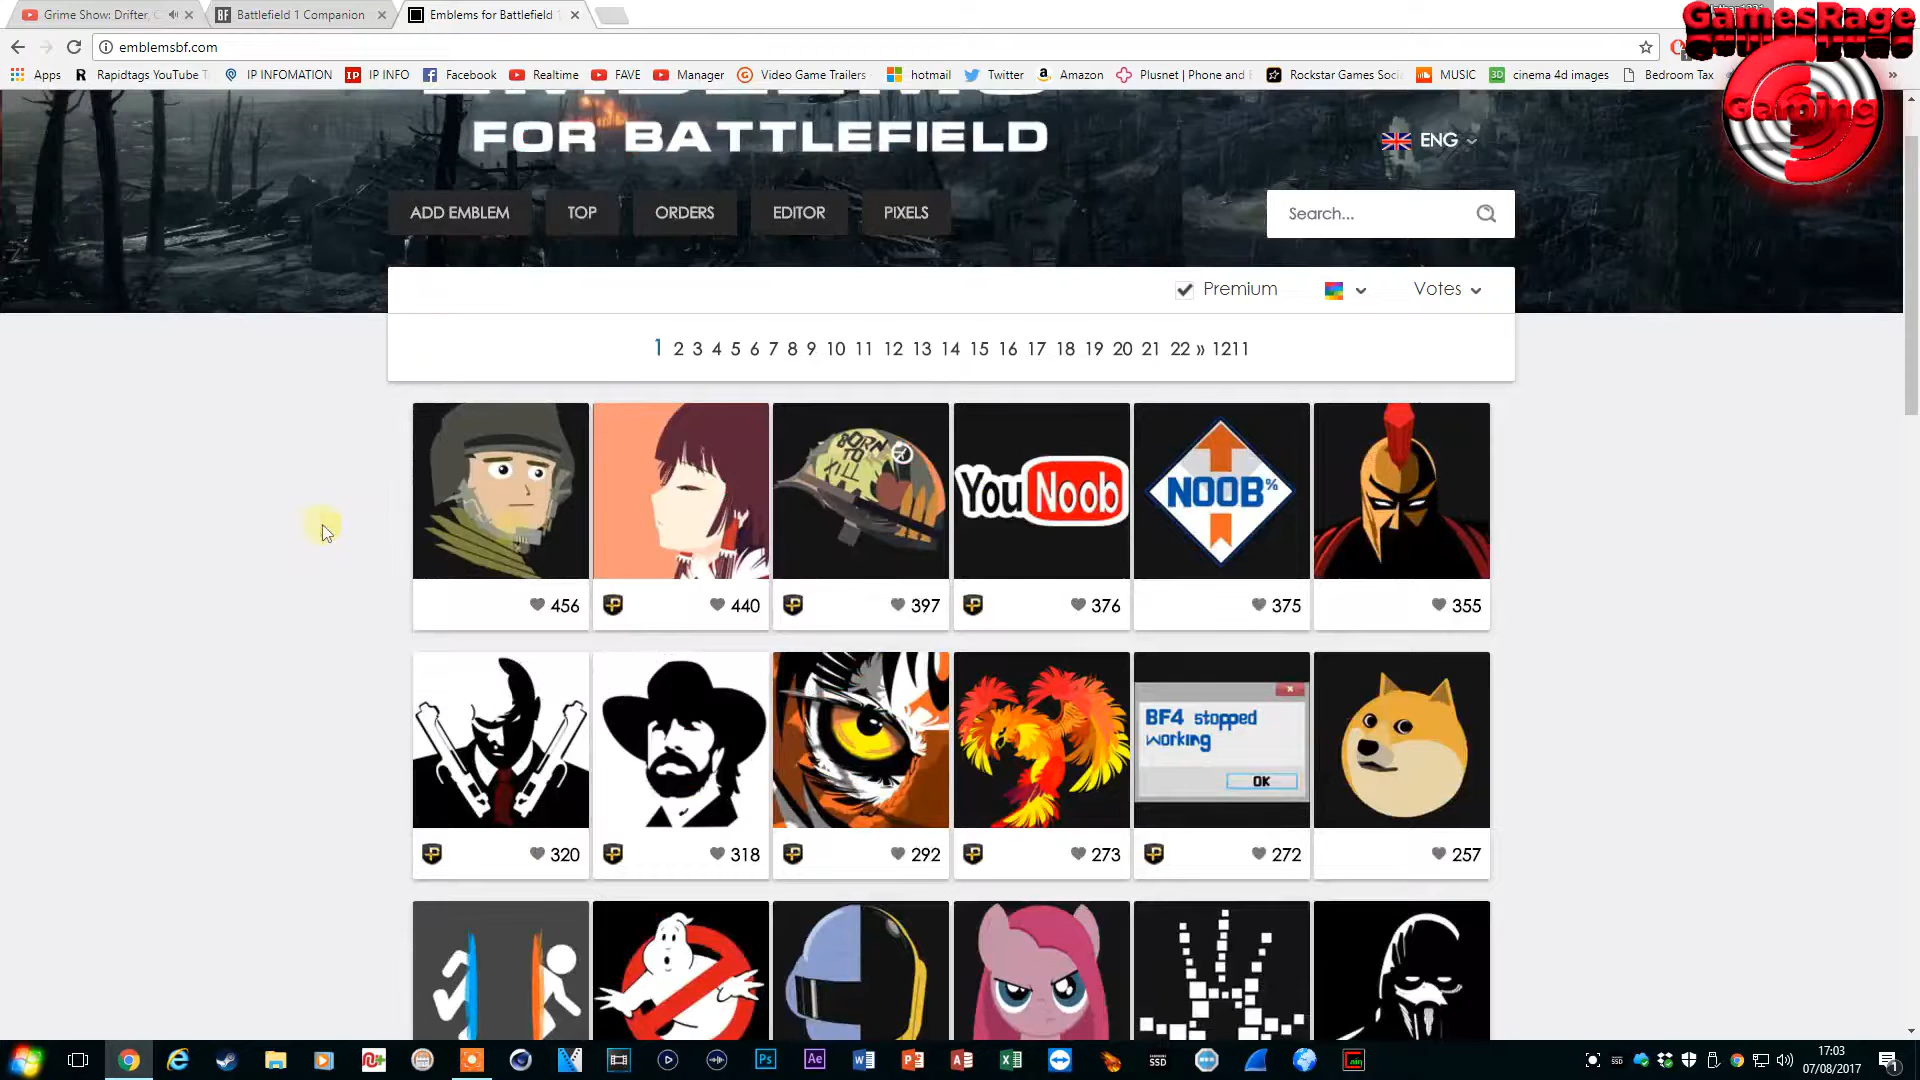 Grime Show: Drifter, C
Battlefield 1 Companion
Emblems for Battlefield 1
emblemsbf.com
GamesRage
Gaming
Apps
Rapidtags YouTube T
IP INFOMATION
IP INFO
Facebook
Realtime
FAVE
Manager
Video Game Trailers
hotmail
Twitter
Amazon
Plusnet | Phone and B
Rockstar Games Socia
MUSIC
cinema 4d images
Bedroom Tax
»
FOR BATTLEFIELD
ENG
ADD EMBLEM
TOP
ORDERS
EDITOR
PIXELS
Search...
Premium
Votes
1 2 3 4 5 6 7 8 9 10 11 12 13 14 15 16 17 18 19 20 21 22 » 1211
BORN
TO
KILL
You Noob
NOOB%
456
440
397
376
375
355
BF4 stopped
working
OK
320
318
292
273
272
257
17:03
07/08/2017